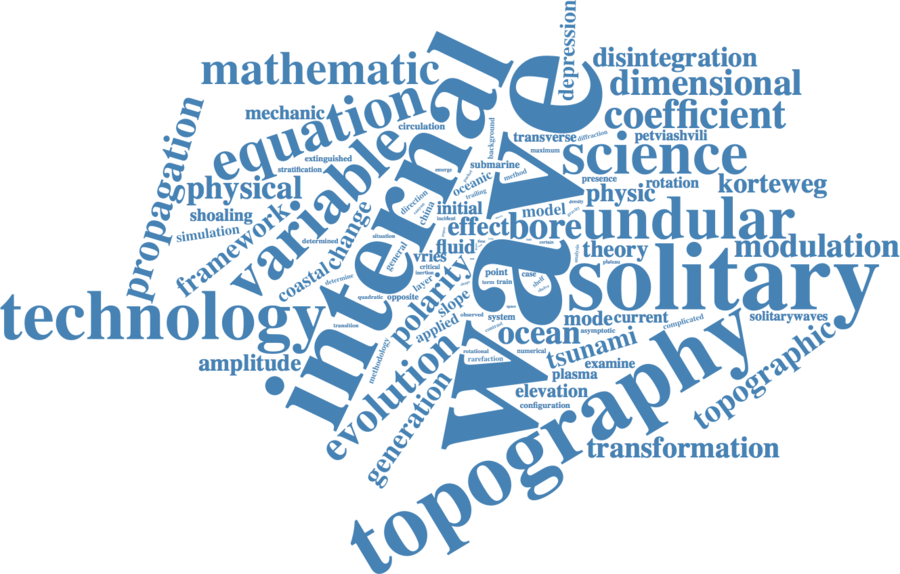 depression
disintegration
mathematic
dimensional
coefficient
mechanic
equation
internal
wave
circulation
background
transverse
diffraction
petviashvili
propagation
variable
extinguished
stratification
emerge
submarine
maximum
science
physical
oceanic
method
presence
physic
rotation
korteweg
trailing
direction
china
initial
model
shoaling
framework
change
incident
effect
bore
undular
simulation
determined
situation
general
fluid
certain
theory
modulation
coastal
vries
critical
plateau
solitary
determine
layer
point
case
shelf
term
train
quadratic
opposite
polarity
slope
technology
transition
applied
observed
system
mode
current
complicated
solitarywaves
contrast
ocean
asymptotic
amplitude
methodology
evolution
rotational
rarefaction
numerical
tsunami
examine
plasma
topographic
generation
elevation
configuration
topography
transformation